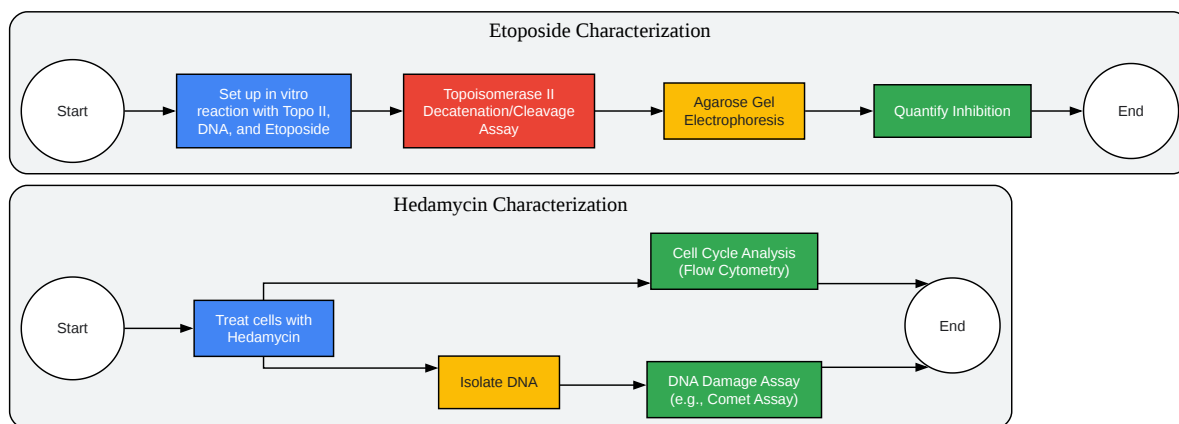 Etoposide Characterization
Start
Set up in vitro
reaction with Topo II,
DNA, and Etoposide
Topoisomerase II
Decatenation/Cleavage
Assay
Agarose Gel
Electrophoresis
Quantify Inhibition
End
Hedamycin Characterization
Start
Treat cells with
Hedamycin
Cell Cycle Analysis
(Flow Cytometry)
Isolate DNA
DNA Damage Assay
(e.g., Comet Assay)
End